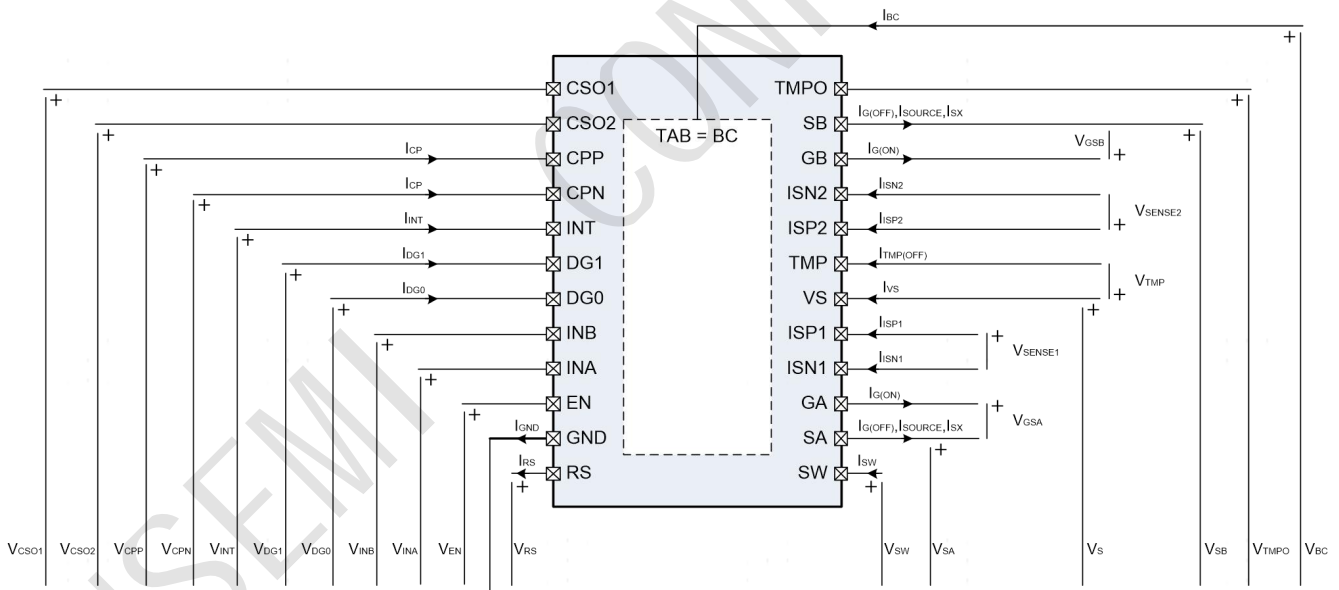 IBC
CSO1
TMPO
CSO2
TAB = BC
SB
IG(OFF),ISOURCE,ISX
VGSB
ICP
CPP
GB
IG(ON)
ICP
CPN
ISN2
IISN2
VSENSE2
IINT
INT
ISP2
IISP2
IDG1
DG1
TMP
ITMP(OFF)
VTMP
IDG0
DG0
VS
IVS
INB
ISP1
IISP1
VSENSE1
INA
ISN1
IISN1
EN
GA
IG(ON)
VGSA
IGND
GND
SA
IG(OFF),ISOURCE,ISX
IRS
RS
SW
ISW
VCSO1 VCSO2 VCPP VCPN VINT VDG1 VDG0 VINB VINA VEN VRS VSW VSA VS VSB VTMPO VBC